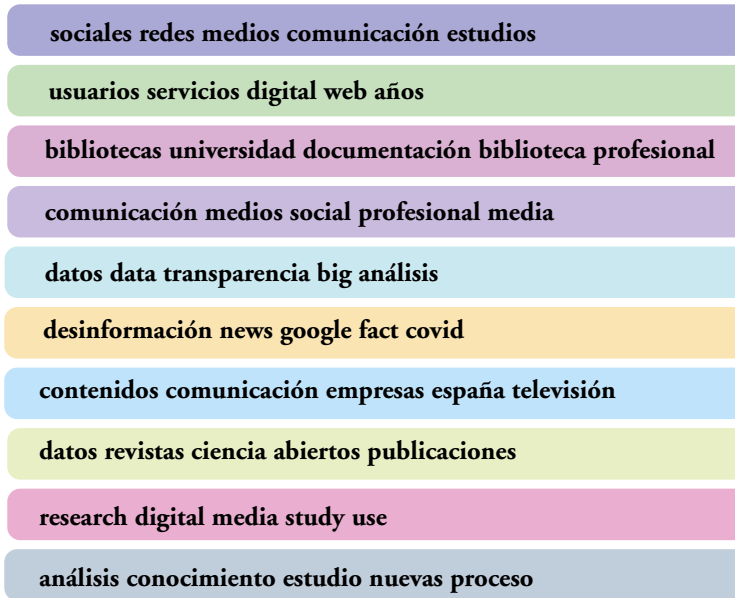 sociales redes medios comunicación estudios
usuarios servicios digital web años
bibliotecas universidad documentación biblioteca profesional
comunicación medios social profesional media
datos data transparencia big análisis
desinformación news google fact covid
contenidos comunicación empresas españa televisión
datos revistas ciencia abiertos publicaciones
research digital media study use
análisis conocimiento estudio nuevas proceso